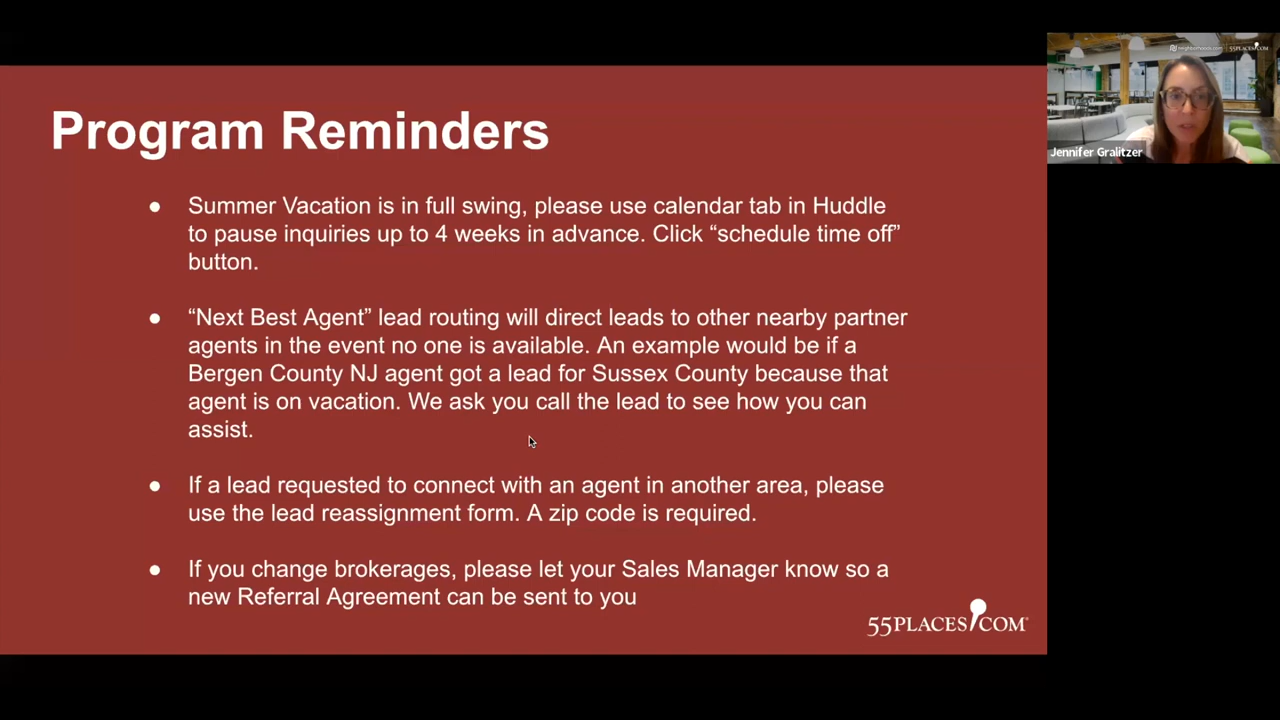 Program Reminders
● Summer Vacation is in full swing, please use calendar tab in Huddle
to pause inquiries up to 4 weeks in advance. Click “schedule time off”
button.
● “Next Best Agent” lead routing will direct leads to other nearby partner
agents in the event no one is available. An example would be if a
Bergen County NJ agent got a lead for Sussex County because that
agent is on vacation. We ask you call the lead to see how you can
assist.
● If a lead requested to connect with an agent in another area, please
use the lead reassignment form. A zip code is required.
● If you change brokerages, please let your Sales Manager know so a
new Referral Agreement can be sent to you
55PLACES.COM
neighborhoods.com | 55PLACES.COM
Jennifer Gralitzer